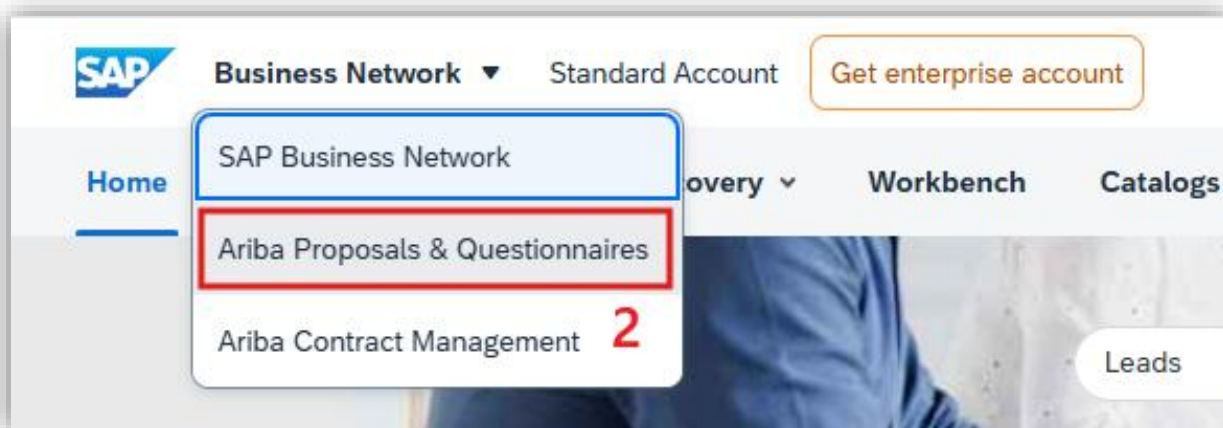 SAP Business Network ▼ Standard Account Get enterprise account
SAP Business Network
Home overy Workbench Catalogs
Ariba Proposals & Questionnaires
Ariba Contract Management 2
Leads